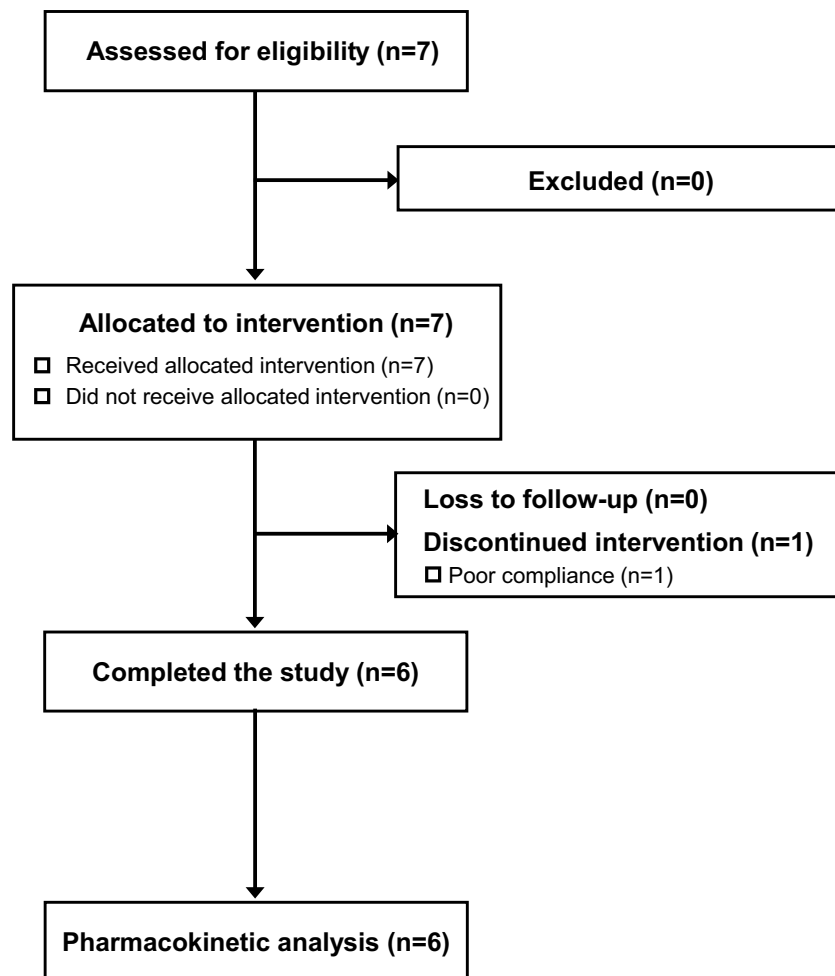 Assessed for eligibility (n=7)
Excluded (n=0)
Allocated to intervention (n=7)
Received allocated intervention (n=7)
Did not receive allocated intervention (n=0)
Loss to follow-up (n=0)
Discontinued intervention (n=1)
Poor compliance (n=1)
Completed the study (n=6)
Pharmacokinetic analysis (n=6)